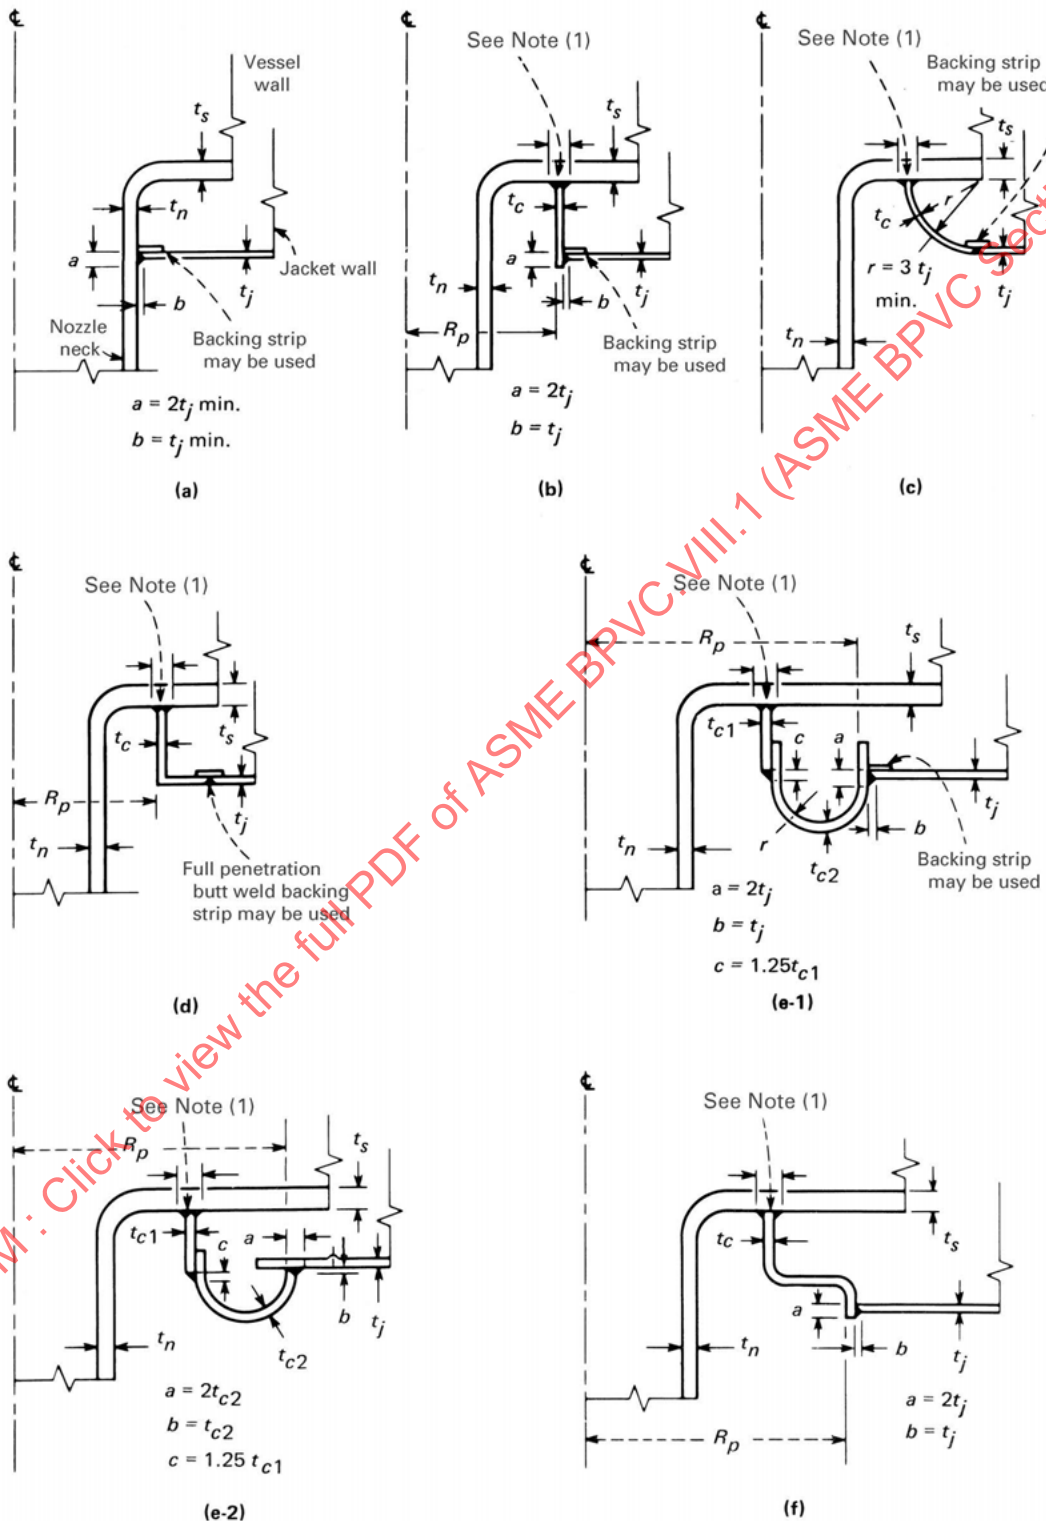 ℄
Vessel
wall
t_s
t_n
a
b
t_j
Jacket wall
Nozzle
neck
Backing strip
may be used
a = 2t_j min.
b = t_j min.
(a)
℄
See Note (1)
t_s
t_c
a
t_n
b
t_j
R_p
Backing strip
may be used
a = 2t_j
b = t_j
(b)
℄
See Note (1)
Backing strip
may be used
t_s
t_c
r
r = 3 t_j
min.
t_j
t_n
(c)
℄
See Note (1)
t_s
t_c
R_p
t_j
t_n
Full penetration
butt weld backing
strip may be used
(d)
℄
See Note (1)
R_p
t_s
t_c1
c
a
t_j
t_n
r
t_c2
b
Backing strip
may be used
a = 2t_j
b = t_j
c = 1.25t_c1
(e-1)
℄
See Note (1)
R_p
t_s
t_c1
c
a
b
t_j
t_n
t_c2
a = 2t_c2
b = t_c2
c = 1.25 t_c1
(e-2)
℄
See Note (1)
t_s
t_c
a
t_n
b
t_j
a = 2t_j
b = t_j
R_p
(f)
M : Click to view the full PDF of ASME BPVC.VIII.1 (ASME BPVC Secti